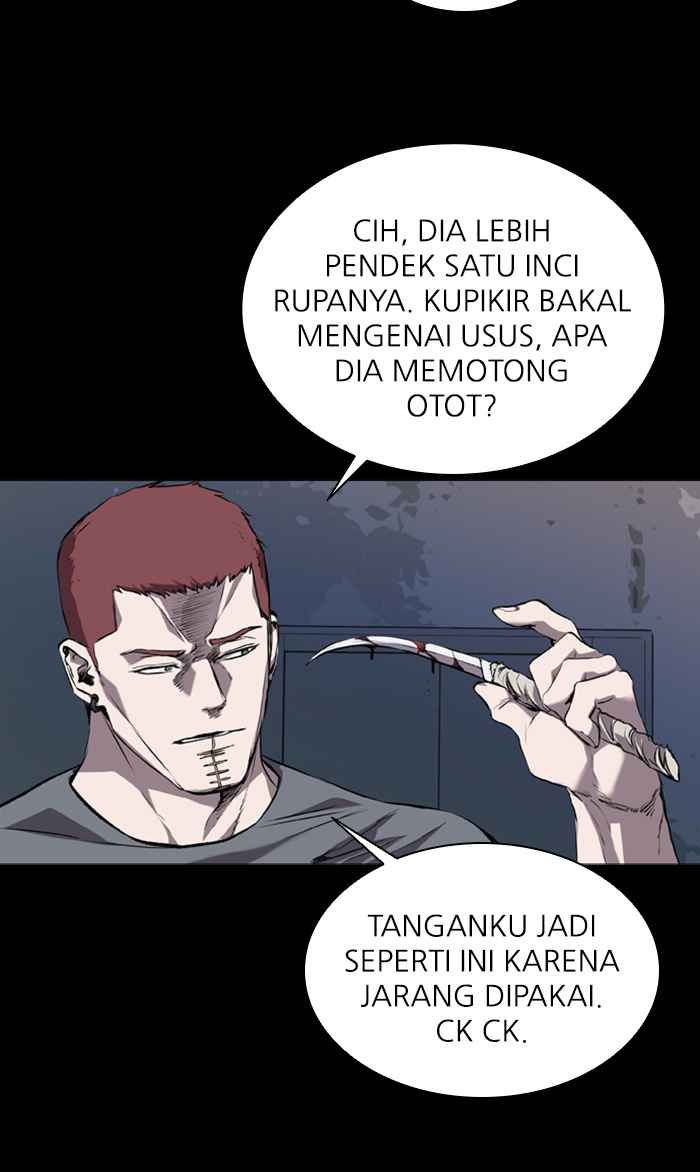 CIH, DIA LEBIH
PENDEK SATU INCI
RUPANYA. KUPIKIR BAKAL
MENGENAI USUS, APA
DIA MEMOTONG
OTOT?
TANGANKU JADI
SEPERTI INI KARENA
JARANG DIPAKAI.
CK CK.